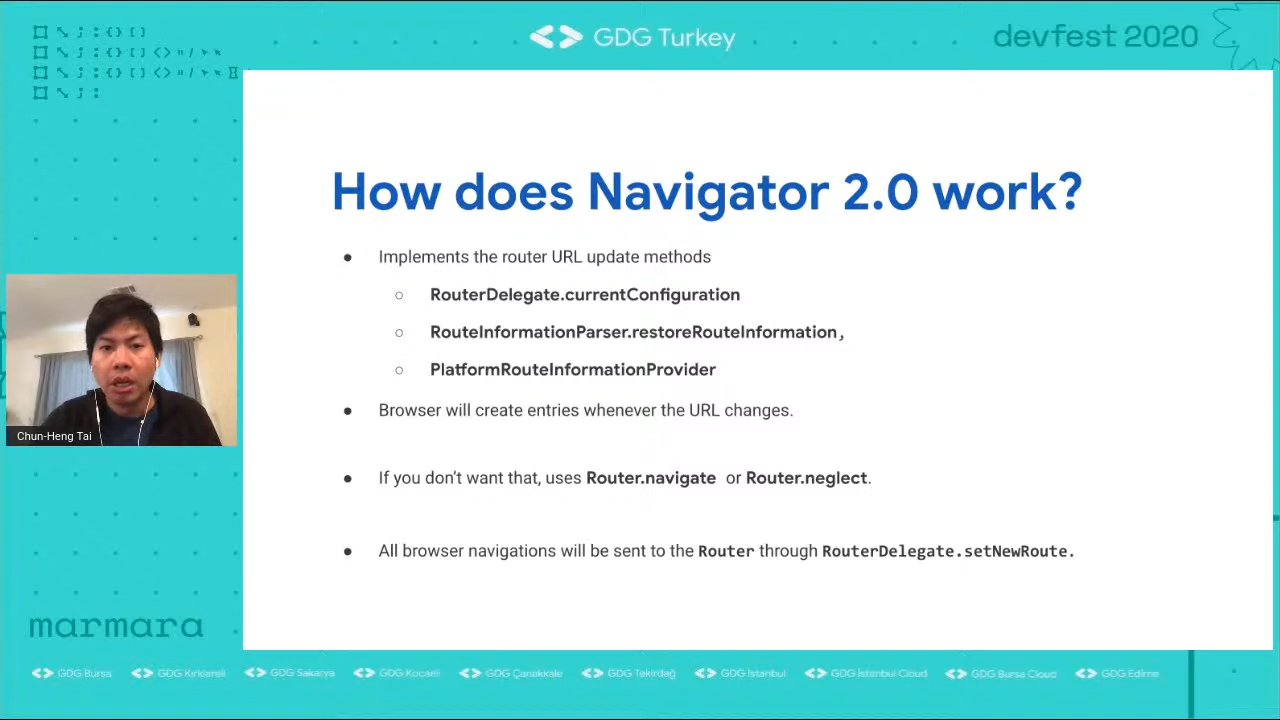 GDG Turkey
devfest 2020
How does Navigator 2.0 work?
● Implements the router URL update methods
○ RouterDelegate.currentConfiguration
○ RouteInformationParser.restoreRouteInformation,
○ PlatformRouteInformationProvider
● Browser will create entries whenever the URL changes.
● If you don’t want that, uses Router.navigate or Router.neglect.
● All browser navigations will be sent to the Router through RouterDelegate.setNewRoute.
Chun-Heng Tai
marmara
GDG Bursa GDG Kırklareli GDG Sakarya GDG Kocaeli GDG Çanakkale GDG Tekirdağ GDG İstanbul GDG İstanbul Cloud GDG Bursa Cloud GDG Edirne